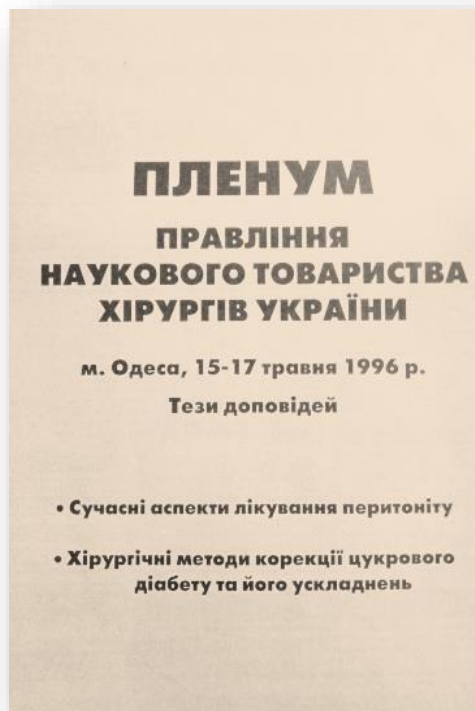 ПЛЕНУМ
ПРАВЛІННЯ
НАУКОВОГО ТОВАРИСТВА
ХІРУРГІВ УКРАЇНИ
м. Одеса, 15-17 травня 1996 р.
Тези доповідей
• Сучасні аспекти лікування перитоніту
• Хірургічні методи корекції цукрового
діабету та його ускладнень